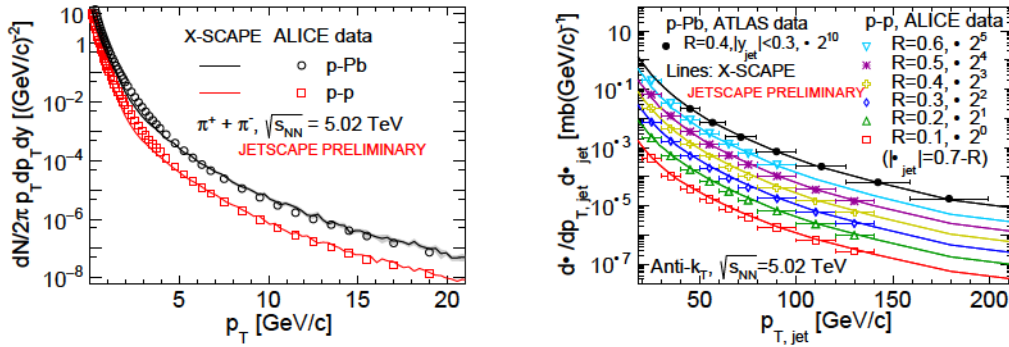 X-SCAPE ALICE data
p-Pb
p-p
π⁺ + π⁻, √s_NN = 5.02 TeV
JETSCAPE PRELIMINARY
dN/2π p_T dp_T dy [(GeV/c)⁻²]
10
1
10⁻²
10⁻⁴
10⁻⁶
10⁻⁸
5 10 15 20
p_T [GeV/c]
p-Pb, ATLAS data
R=0.4,|y_jet|<0.3, • 2¹⁰
Lines: X-SCAPE
JETSCAPE PRELIMINARY
p-p, ALICE data
R=0.6, • 2⁵
R=0.5, • 2⁴
R=0.4, • 2³
R=0.3, • 2²
R=0.2, • 2¹
R=0.1, • 2⁰
(|•_jet|=0.7-R)
Anti-k_T, √s_NN=5.02 TeV
d•/dp_T,jet d•_jet [mb(GeV/c)⁻¹]
10
10⁻¹
10⁻³
10⁻⁵
10⁻⁷
50 100 150 200
p_T, jet [GeV/c]